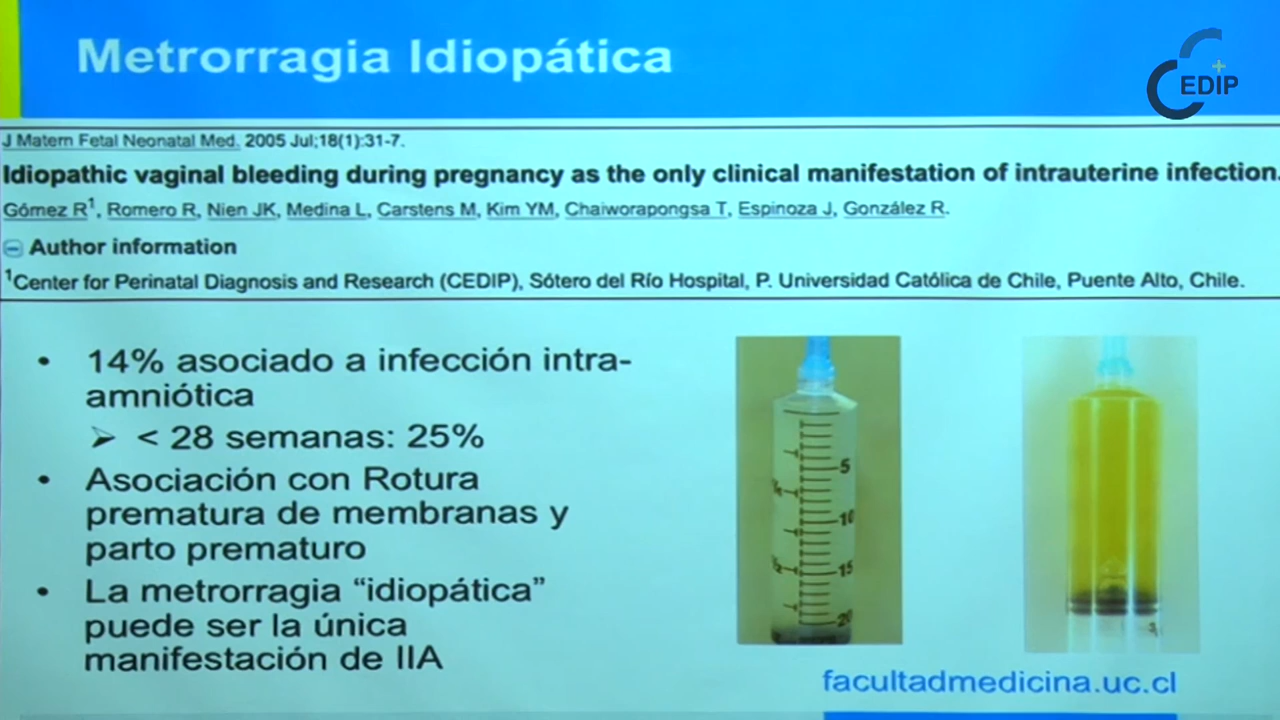 Metrorragia Idiopática
EDIP
J Matern Fetal Neonatal Med. 2005 Jul;18(1):31-7.
Idiopathic vaginal bleeding during pregnancy as the only clinical manifestation of intrauterine infection.
Gómez R1, Romero R, Nien JK, Medina L, Carstens M, Kim YM, Chaiworapongsa T, Espinoza J, González R.
Author information
1Center for Perinatal Diagnosis and Research (CEDIP), Sótero del Río Hospital, P. Universidad Católica de Chile, Puente Alto, Chile.
• 14% asociado a infección intra-
amniótica
➢ < 28 semanas: 25%
• Asociación con Rotura
prematura de membranas y
parto prematuro
• La metrorragia “idiopática”
puede ser la única
manifestación de IIA
5
10
15
20
facultadmedicina.uc.cl